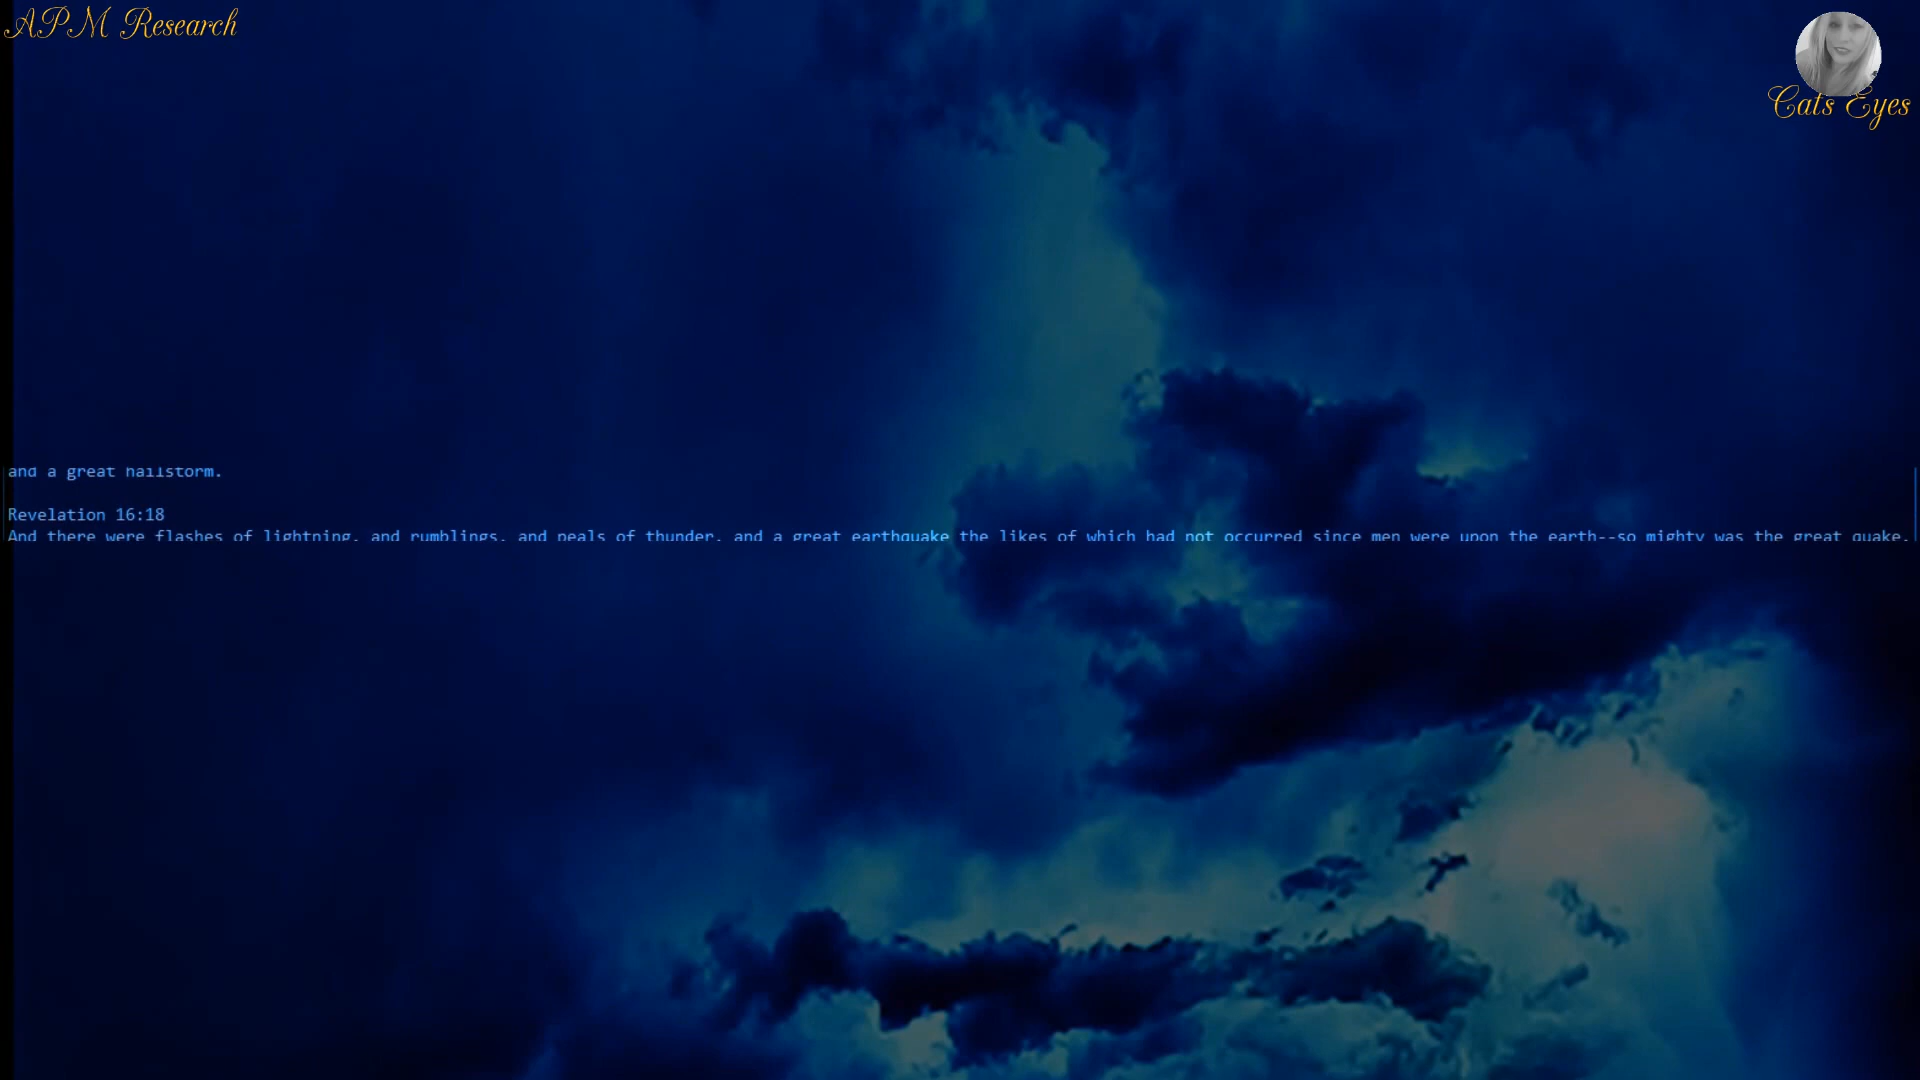 APM Research
Cats Eyes
and a great hailstorm.
Revelation 16:18
And there were flashes of lightning, and rumblings, and peals of thunder, and a great earthquake the likes of which had not occurred since men were upon the earth--so mighty was the great quake.